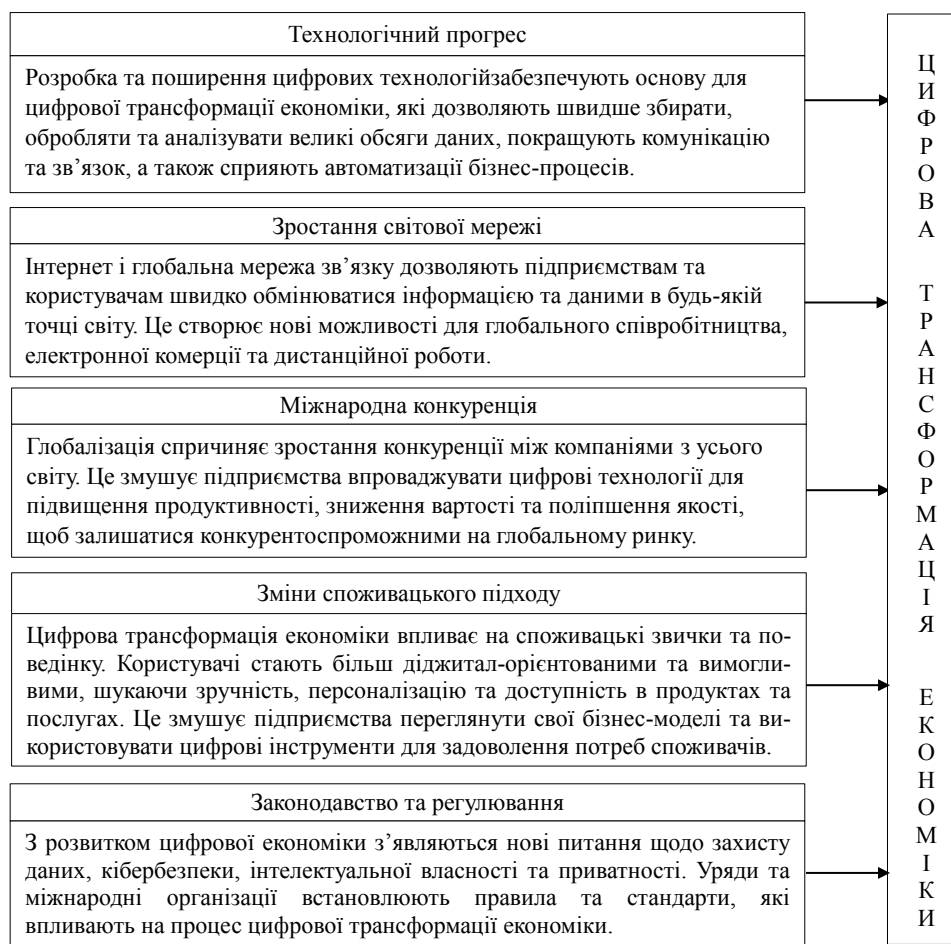 Технологічний прогрес
Розробка та поширення цифрових технологійзабезпечують основу для
цифрової трансформації економіки, які дозволяють швидше збирати,
обробляти та аналізувати великі обсяги даних, покращують комунікацію
та зв’язок, а також сприяють автоматизації бізнес-процесів.
Зростання світової мережі
Інтернет і глобальна мережа зв’язку дозволяють підприємствам та
користувачам швидко обмінюватися інформацією та даними в будь-якій
точці світу. Це створює нові можливості для глобального співробітництва,
електронної комерції та дистанційної роботи.
Міжнародна конкуренція
Глобалізація спричиняє зростання конкуренції між компаніями з усього
світу. Це змушує підприємства впроваджувати цифрові технології для
підвищення продуктивності, зниження вартості та поліпшення якості,
щоб залишатися конкурентоспроможними на глобальному ринку.
Зміни споживацького підходу
Цифрова трансформація економіки впливає на споживацькі звички та по-
ведінку. Користувачі стають більш діджитал-орієнтованими та вимогли-
вими, шукаючи зручність, персоналізацію та доступність в продуктах та
послугах. Це змушує підприємства переглянути свої бізнес-моделі та ви-
користовувати цифрові інструменти для задоволення потреб споживачів.
Законодавство та регулювання
З розвитком цифрової економіки з’являються нові питання щодо захисту
даних, кібербезпеки, інтелектуальної власності та приватності. Уряди та
міжнародні організації встановлюють правила та стандарти, які
впливають на процес цифрової трансформації економіки.
ЦИФРОВА ТРАНСФОРМАЦІЯ ЕКОНОМІКИ